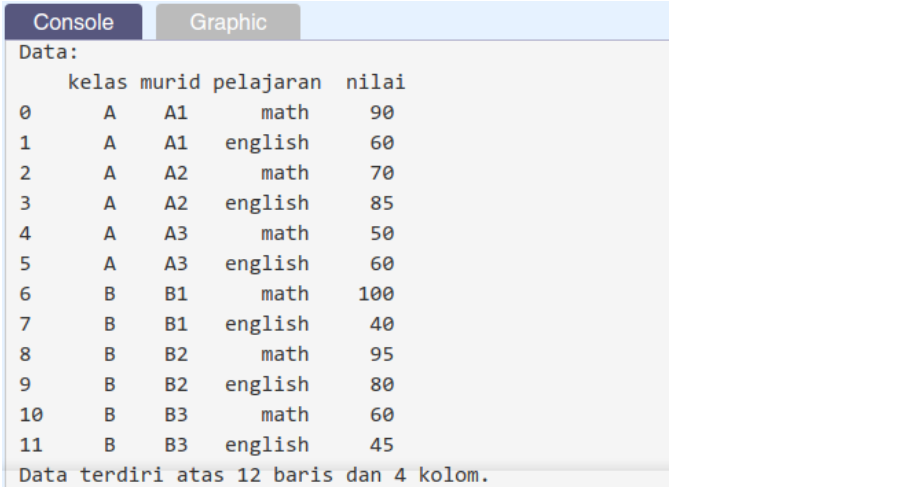 Console Graphic
Data:
kelas murid pelajaran nilai
0 A A1 math 90
1 A A1 english 60
2 A A2 math 70
3 A A2 english 85
4 A A3 math 50
5 A A3 english 60
6 B B1 math 100
7 B B1 english 40
8 B B2 math 95
9 B B2 english 80
10 B B3 math 60
11 B B3 english 45
Data terdiri atas 12 baris dan 4 kolom.